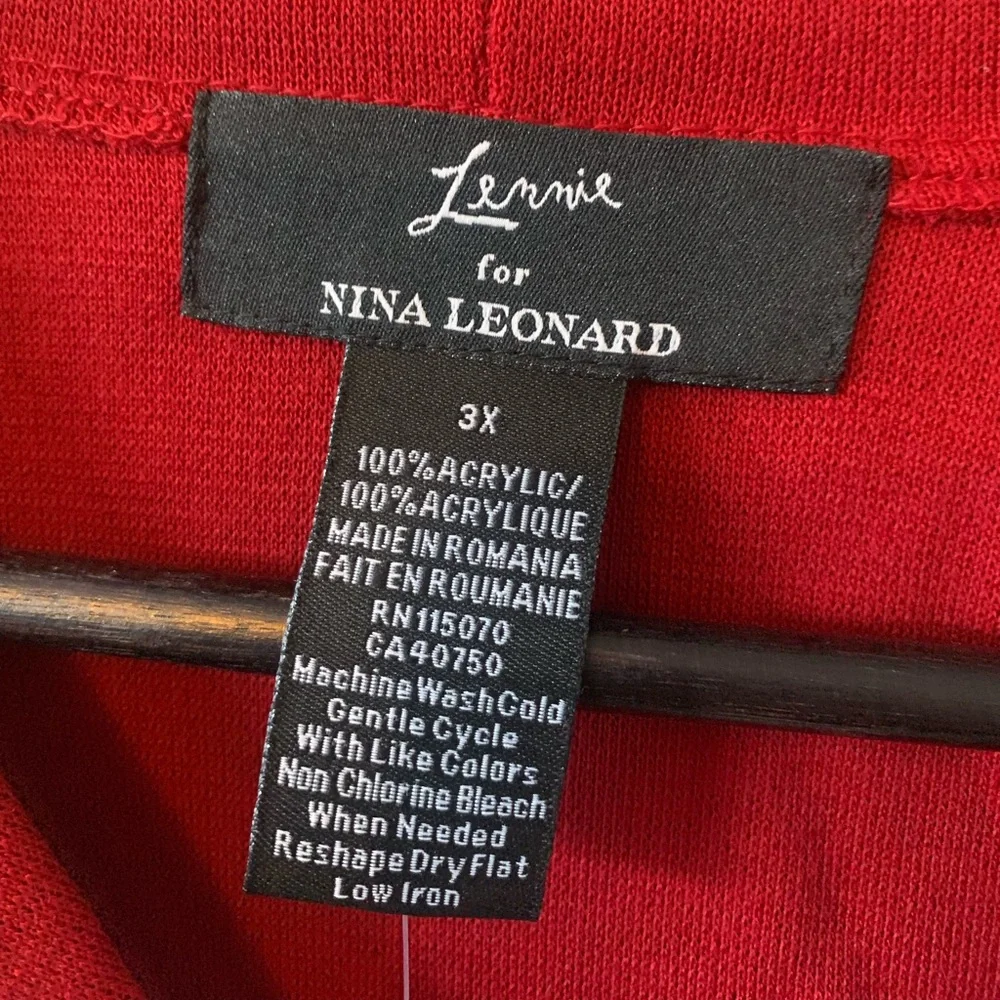 Lennie
for
NINA LEONARD
3X
100% ACRYLIC/
100% ACRYLIQUE
MADE IN ROMANIA
FAIT EN ROUMANIE
RN115070
CA40750
Machine Wash Cold
Gentle Cycle
With Like Colors
Non Chlorine Bleach
When Needed
Reshape Dry Flat
Low Iron